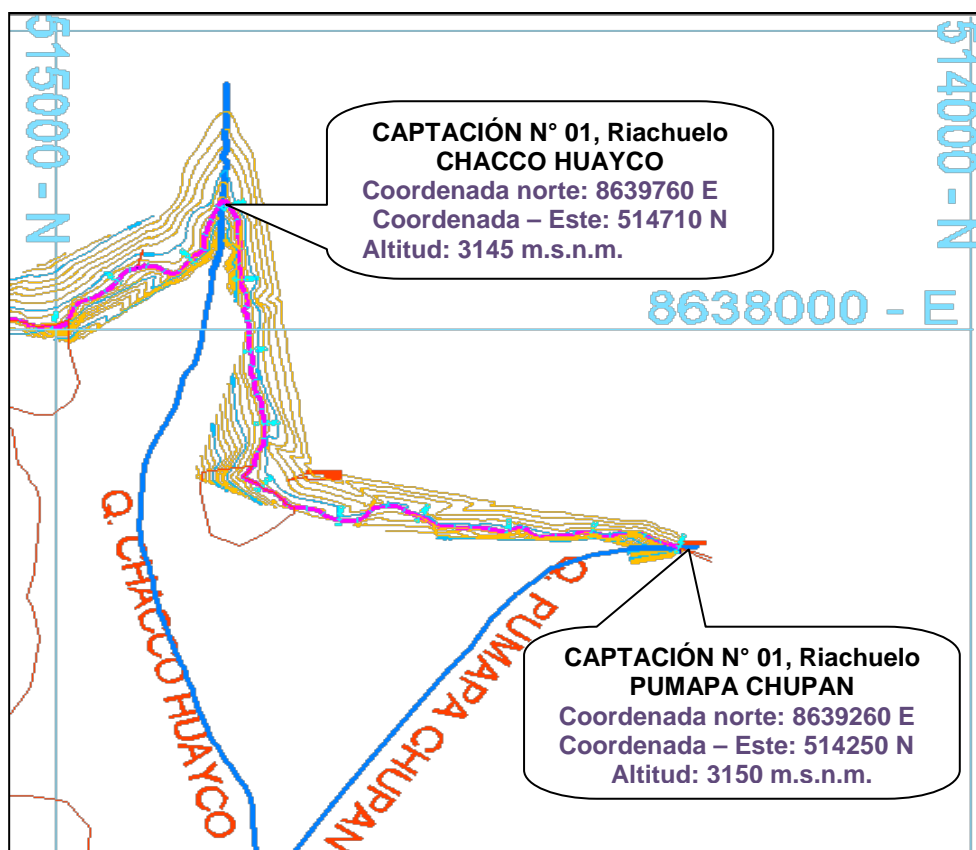 515000 - N
514000 - N
CAPTACIÓN N° 01, Riachuelo
CHACCO HUAYCO
Coordenada norte: 8639760 E
Coordenada – Este: 514710 N
Altitud: 3145 m.s.n.m.
8638000 - E
Q. CHACCO HUAYCO
Q. PUMAPA CHUPAN
CAPTACIÓN N° 01, Riachuelo
PUMAPA CHUPAN
Coordenada norte: 8639260 E
Coordenada – Este: 514250 N
Altitud: 3150 m.s.n.m.